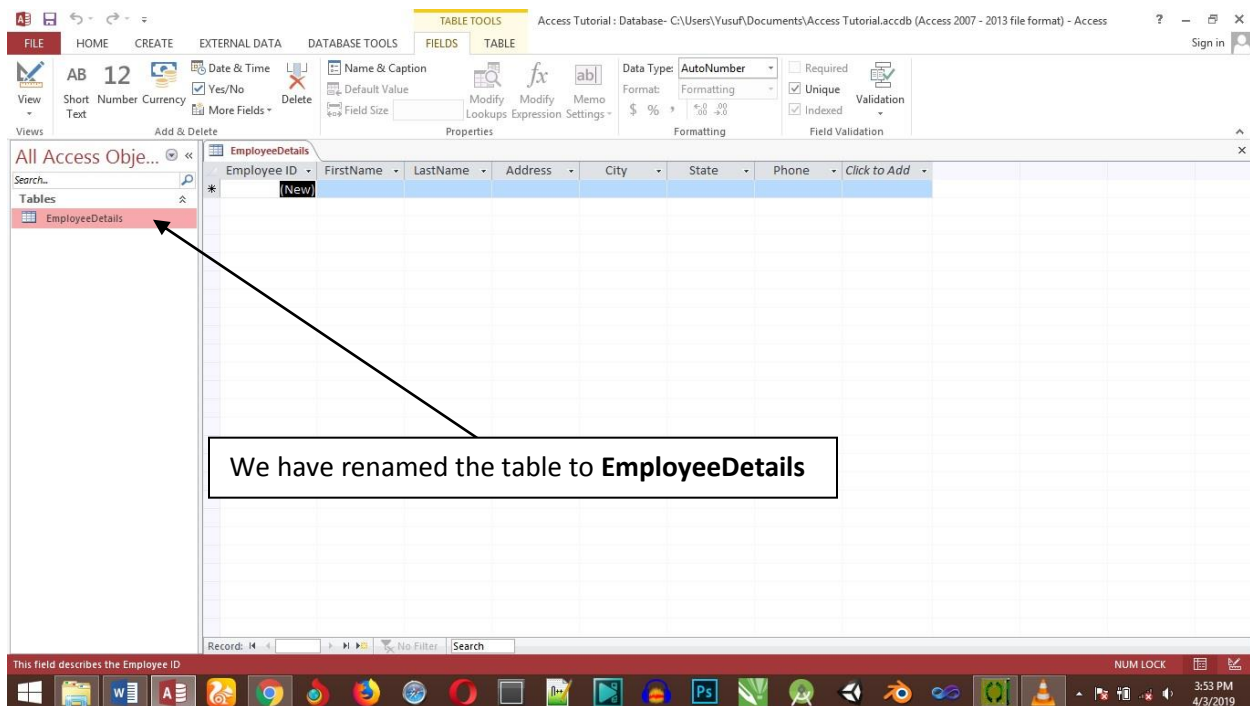 TABLE TOOLS Access Tutorial : Database- C:\Users\Yusuf\Documents\Access Tutorial.accdb (Access 2007 - 2013 file format) - Access ?
FILE HOME CREATE EXTERNAL DATA DATABASE TOOLS FIELDS TABLE Sign in
View
Views
AB 12
Short Text Number Currency
Date & Time
Yes/No
More Fields
Delete
Add & Delete
Name & Caption
Default Value
Field Size
Modify Lookups
fx
Modify Expression
ab|
Memo Settings
Properties
Data Type: AutoNumber
Format: Formatting
$ % , .00 .0 .00
Formatting
Required
Unique
Indexed
Validation
Field Validation
All Access Obje... «
Search...
Tables
EmployeeDetails
EmployeeDetails
Employee ID FirstName LastName Address City State Phone Click to Add
* (New)
We have renamed the table to EmployeeDetails
Record: No Filter Search
This field describes the Employee ID NUM LOCK
W A Ps
3:53 PM
4/3/2019